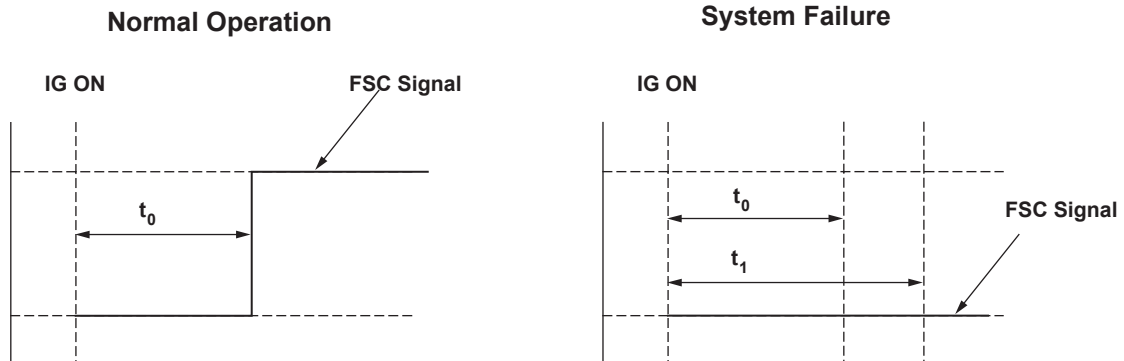 Normal Operation
IG ON
FSC Signal
t0
System Failure
IG ON
t0
t1
FSC Signal